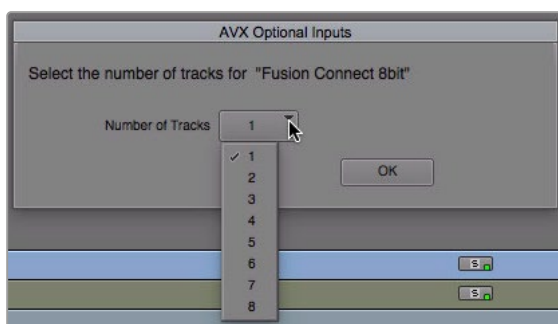 AVX Optional Inputs
Select the number of tracks for "Fusion Connect 8bit"
Number of Tracks 1
✓ 1
2
3
OK
4
5
6
S
7
S
8